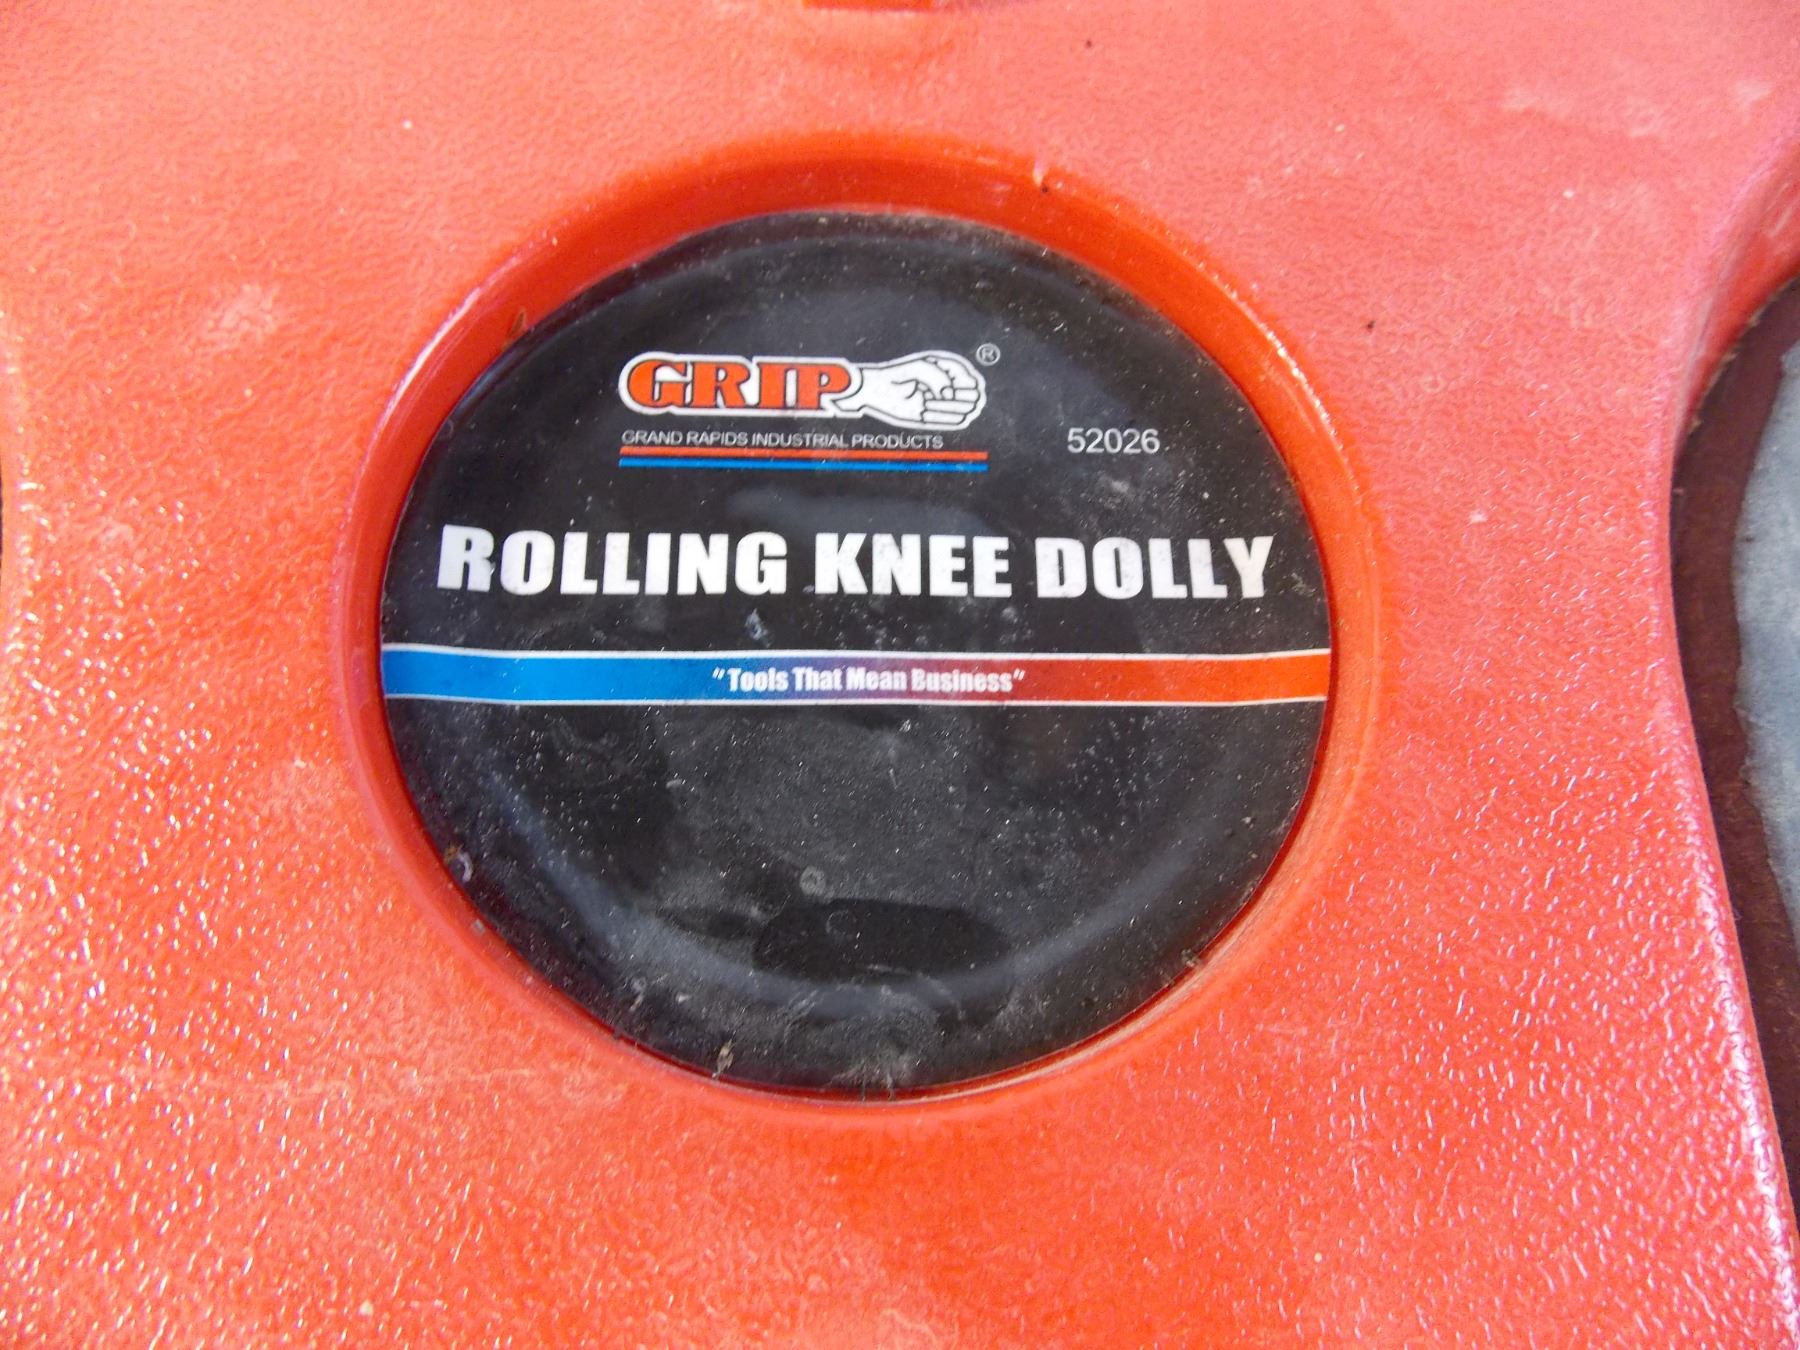 GRIP®
GRAND RAPIDS INDUSTRIAL PRODUCTS
52026
ROLLING KNEE DOLLY
"Tools That Mean Business"